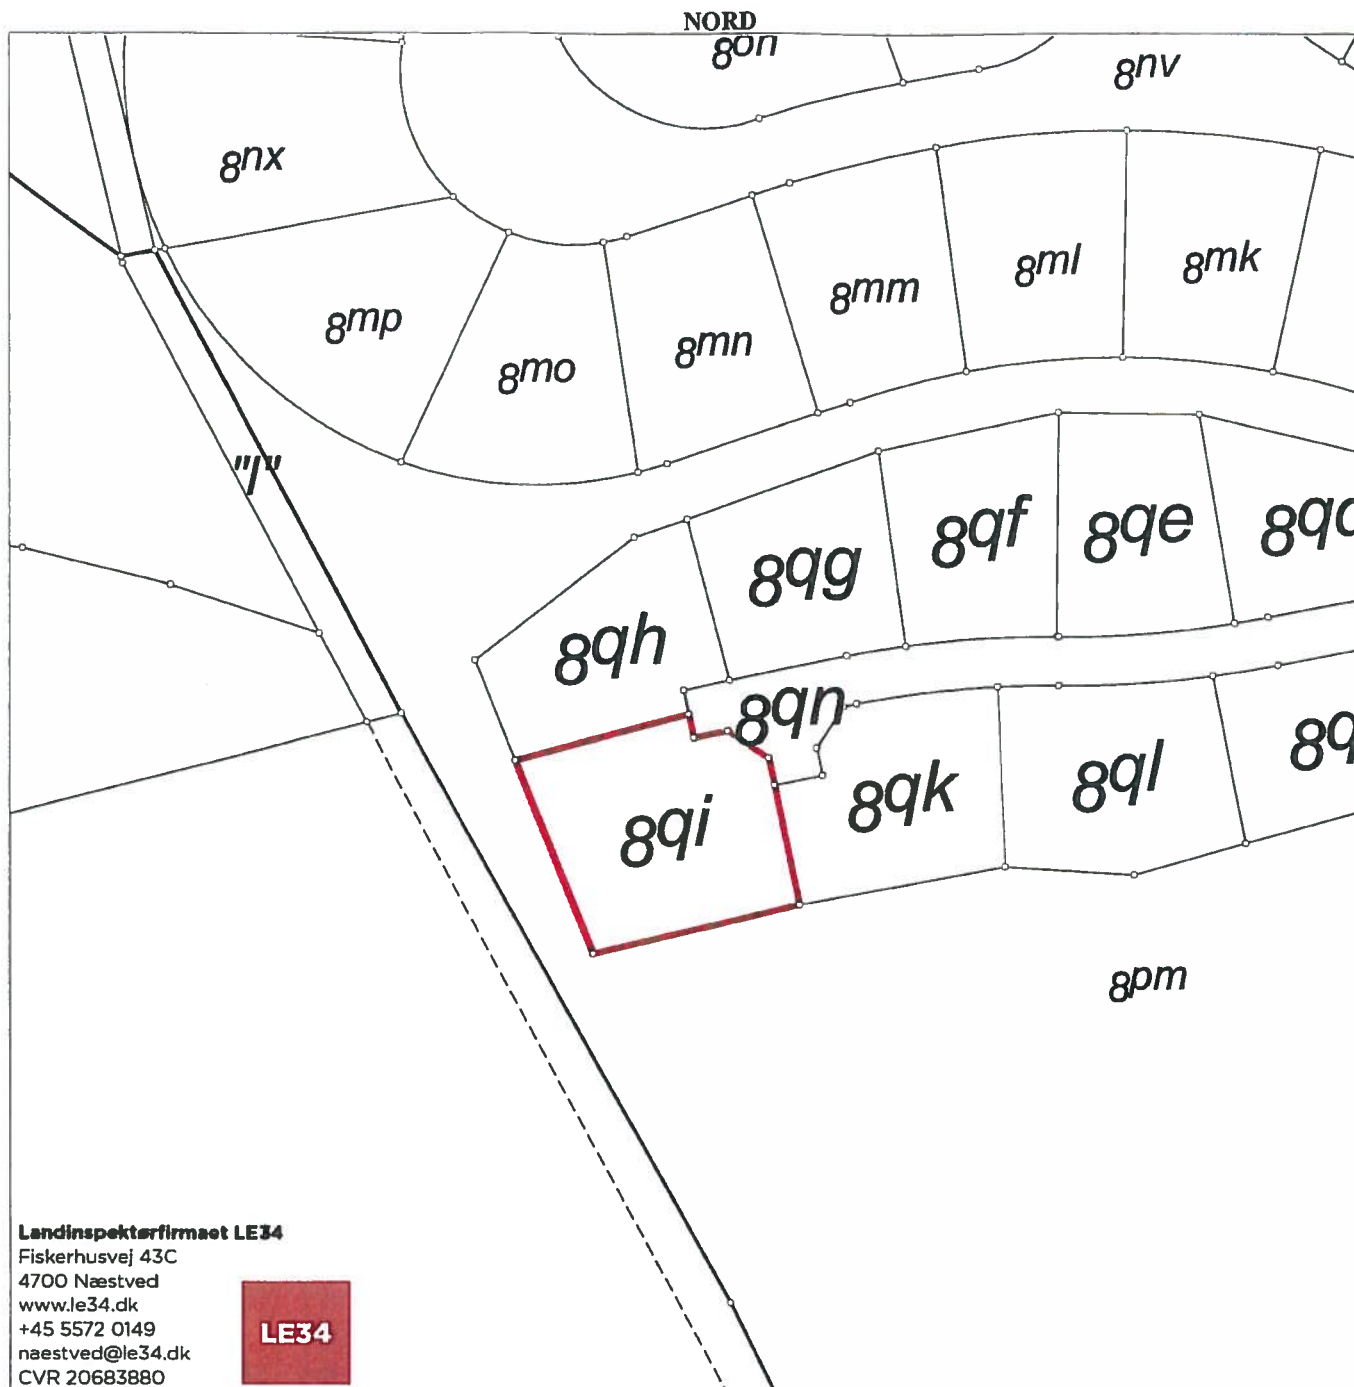 NORD
8on
8nv
8nx
8ml
8mk
8mm
8mp
8mn
8mo
"l"
8qf
8qe
8qg
8qh
8qn
8qk
8ql
8qi
8pm
Landinspektørfirmaet LE34
Fiskerhusvej 43C
4700 Næstved
www.le34.dk
+45 5572 0149
naestved@le34.dk
CVR 20683880
LE34